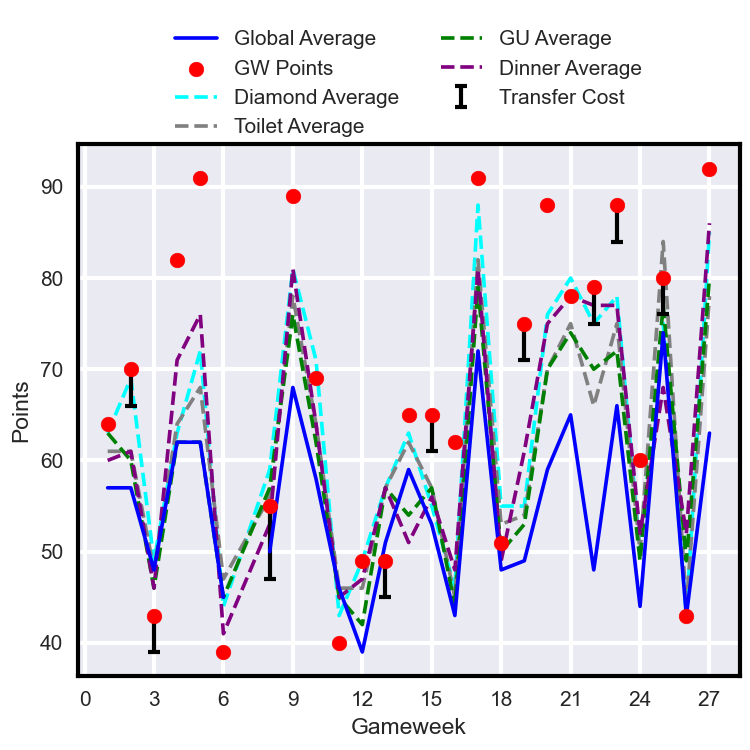 Global Average
GW Points
Diamond Average
Toilet Average
GU Average
Dinner Average
Transfer Cost
90
80
70
60
50
40
Points
0 3 6 9 12 15 18 21 24 27
Gameweek